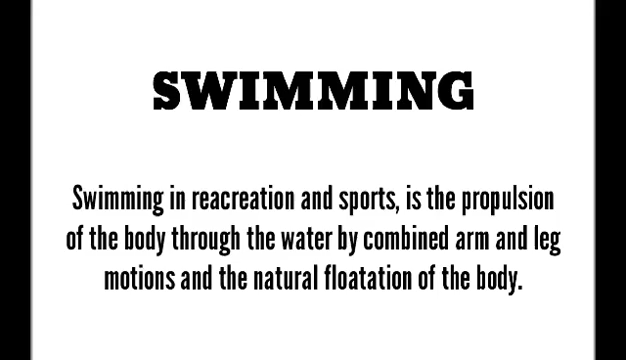 SWIMMING
Swimming in reacreation and sports, is the propulsion
of the body through the water by combined arm and leg
motions and the natural floatation of the body.